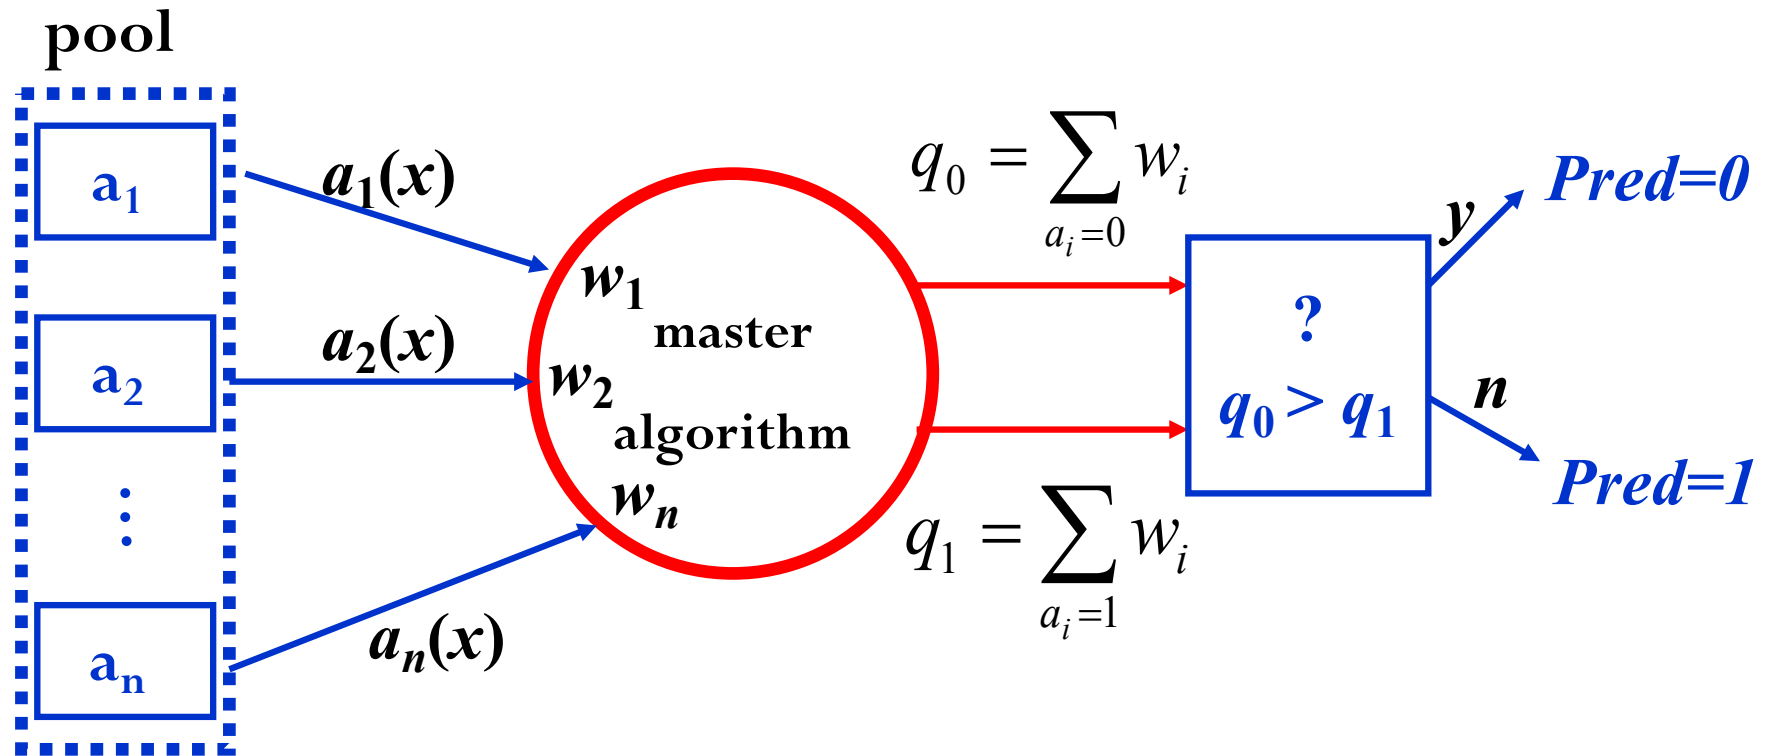 pool
a₁
a₂
⋮
aₙ
a₁(x)
a₂(x)
aₙ(x)
w₁
master
w₂
algorithm
wₙ
q₀ = ∑ wᵢ
aᵢ=0
q₁ = ∑ wᵢ
aᵢ=1
?
q₀ > q₁
y
Pred=0
n
Pred=1